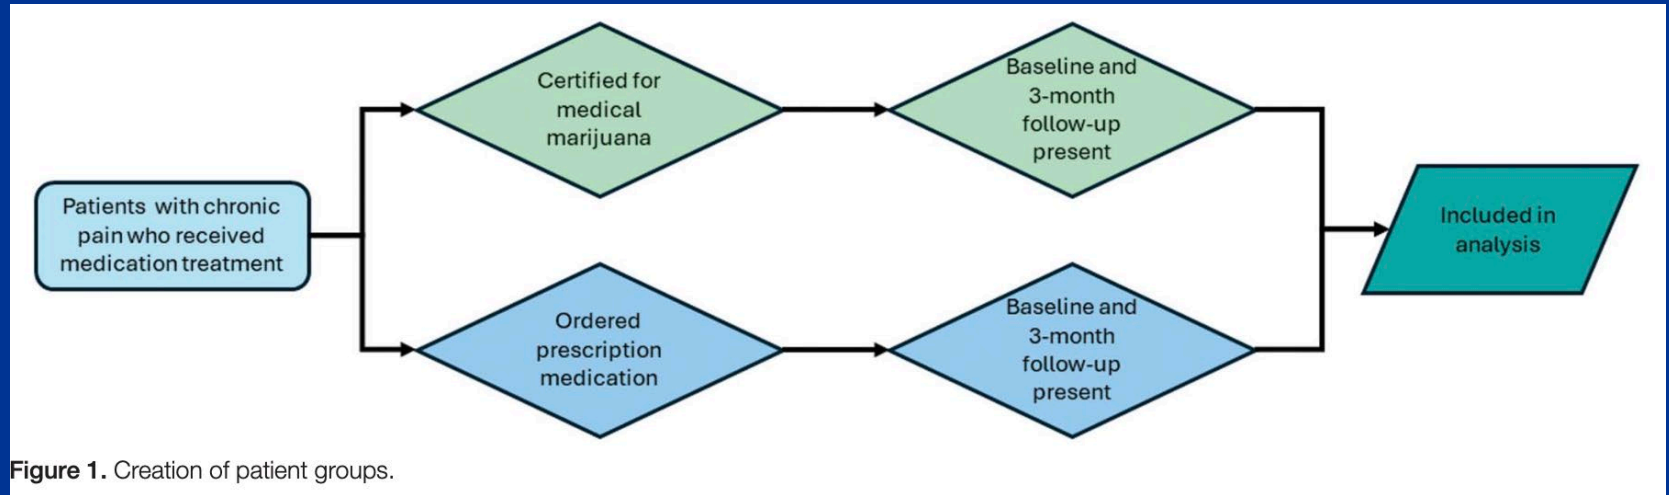 Patients with chronic
pain who received
medication treatment
Certified for
medical
marijuana
Baseline and
3-month
follow-up
present
Ordered
prescription
medication
Baseline and
3-month
follow-up
present
Included in
analysis
Figure 1. Creation of patient groups.